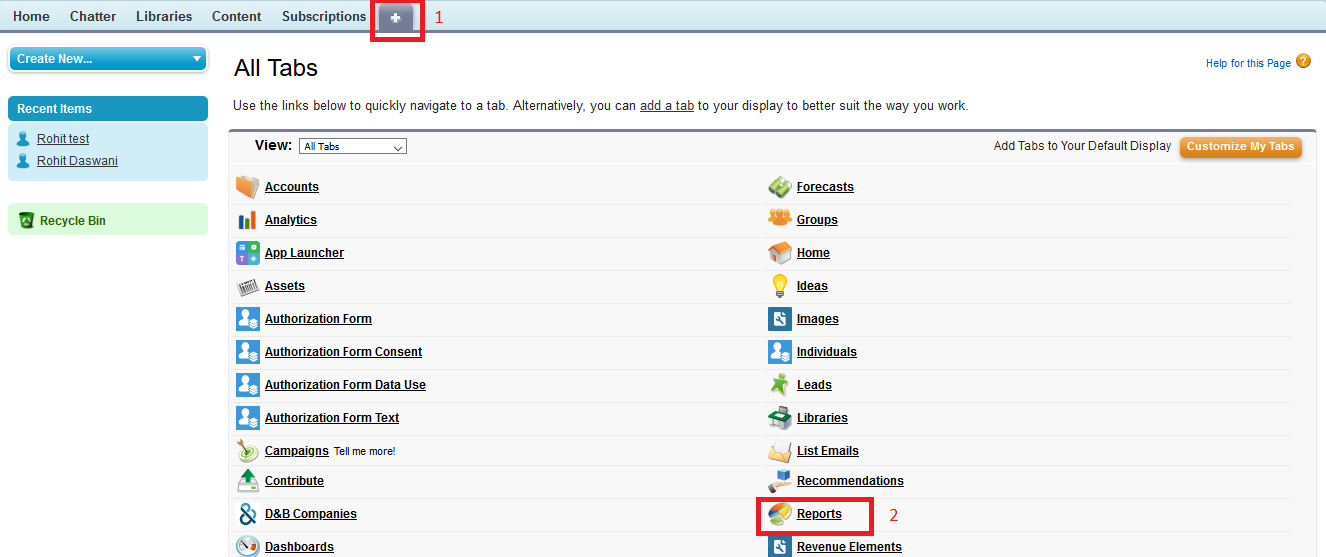 Home Chatter Libraries Content Subscriptions + 1
Create New...
All Tabs
Help for this Page ?
Recent Items
Use the links below to quickly navigate to a tab. Alternatively, you can add a tab to your display to better suit the way you work.
Rohit test
Rohit Daswani
View: All Tabs
Add Tabs to Your Default Display Customize My Tabs
Recycle Bin
Accounts
Forecasts
Analytics
Groups
App Launcher
Home
Assets
Ideas
Authorization Form
Images
Authorization Form Consent
Individuals
Authorization Form Data Use
Leads
Authorization Form Text
Libraries
Campaigns Tell me more!
List Emails
Contribute
Recommendations
D&B Companies
Reports 2
Dashboards
Revenue Elements